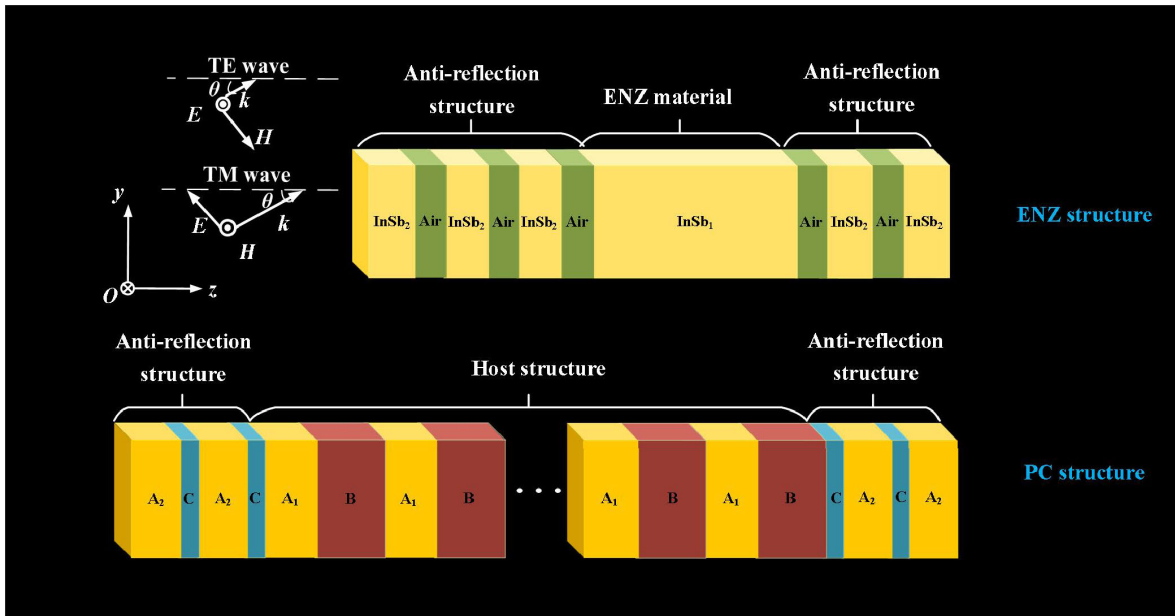 TE wave
θ
k
E
H
TM wave
θ
E
k
H
y
O
z
Anti-reflection
structure
ENZ material
Anti-reflection
structure
InSb₂ Air InSb₂ Air InSb₂ Air InSb₁ Air InSb₂ Air InSb₂
ENZ structure
Anti-reflection
structure
Host structure
Anti-reflection
structure
A₂ C A₂ C A₁ B A₁ B • • • A₁ B A₁ B C A₂ C A₂
PC structure